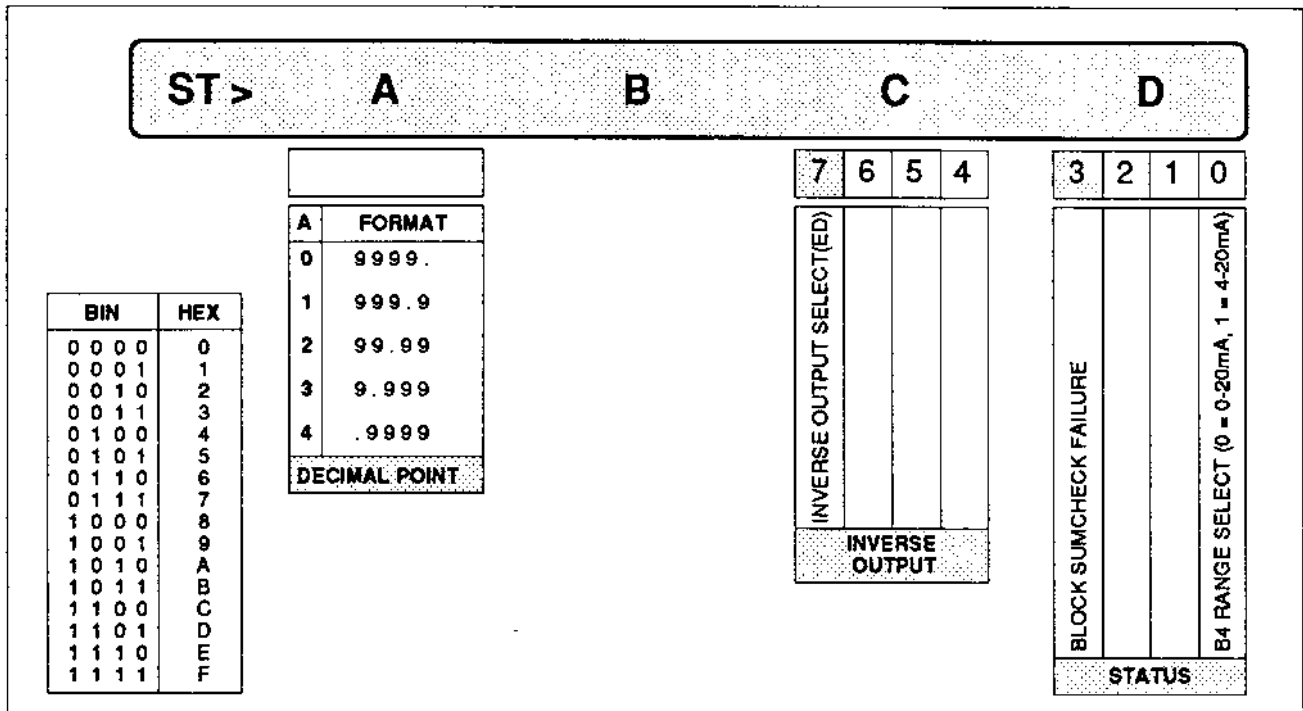 ST > A B C D
7 6 5 4
3 2 1 0
A FORMAT
0 9999.
1 999.9
2 99.99
3 9.999
4 .9999
DECIMAL POINT
BIN HEX
0 0 0 0 0
0 0 0 1 1
0 0 1 0 2
0 0 1 1 3
0 1 0 0 4
0 1 0 1 5
0 1 1 0 6
0 1 1 1 7
1 0 0 0 8
1 0 0 1 9
1 0 1 0 A
1 0 1 1 B
1 1 0 0 C
1 1 0 1 D
1 1 1 0 E
1 1 1 1 F
INVERSE OUTPUT SELECT(ED)
INVERSE
OUTPUT
BLOCK SUMCHECK FAILURE
B4 RANGE SELECT (0 = 0-20mA, 1 = 4-20mA)
STATUS